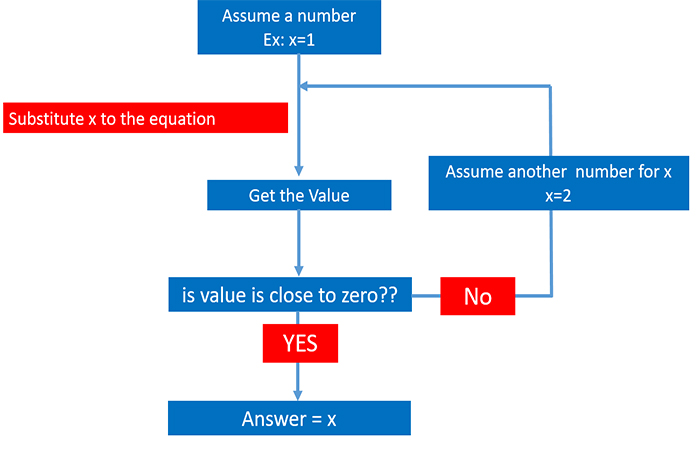 Assume a number
Ex: x=1
Substitute x to the equation
Assume another number for x
x=2
Get the Value
is value is close to zero??
No
YES
Answer = x